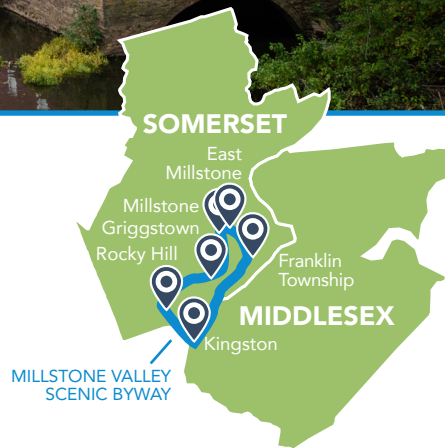 SOMERSET
East
Millstone
Millstone
Griggstown
Rocky Hill
Franklin
Township
MIDDLESEX
Kingston
MILLSTONE VALLEY
SCENIC BYWAY